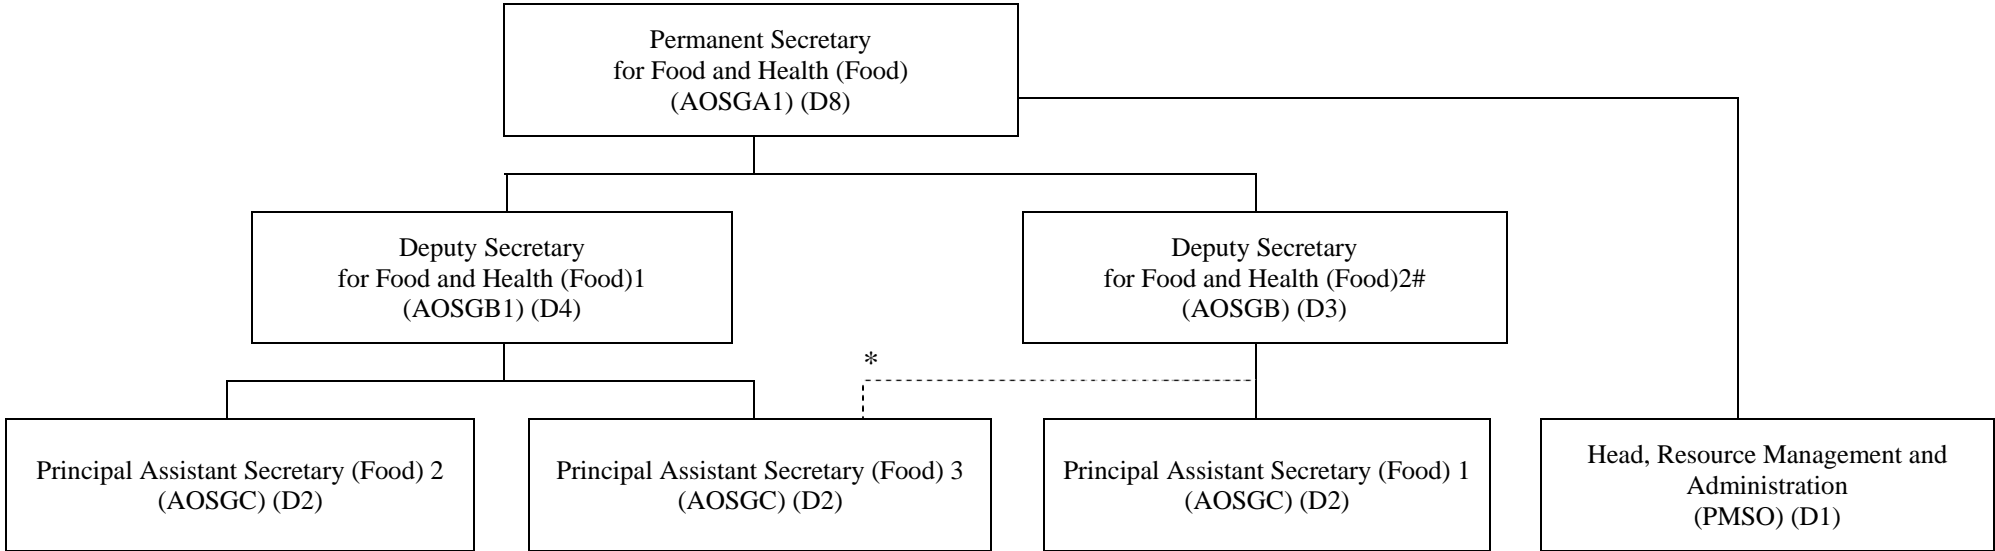 Permanent Secretary
for Food and Health (Food)
(AOSGA1) (D8)
Deputy Secretary
for Food and Health (Food)1
(AOSGB1) (D4)
Deputy Secretary
for Food and Health (Food)2#
(AOSGB) (D3)
*
Principal Assistant Secretary (Food) 2
(AOSGC) (D2)
Principal Assistant Secretary (Food) 3
(AOSGC) (D2)
Principal Assistant Secretary (Food) 1
(AOSGC) (D2)
Head, Resource Management and
Administration
(PMSO) (D1)